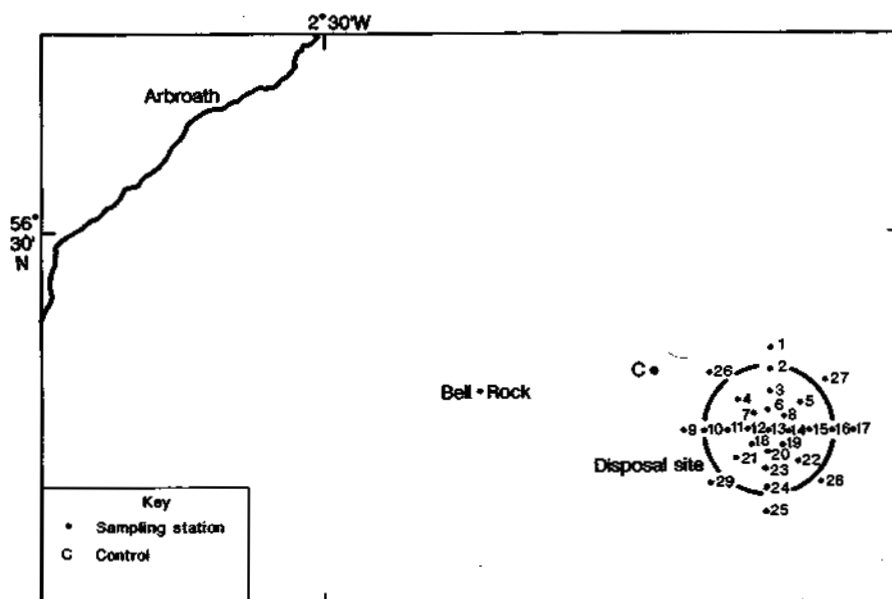 2°30'W
Arbroath
56°
30'
N
1
2
26
27
C
3
Bell Rock
4
5
6
7
8
9 10 11 12 13 14 15 16 17
18 19
20
21 22
Disposal site
23
29 24 28
25
Key
Sampling station
C Control